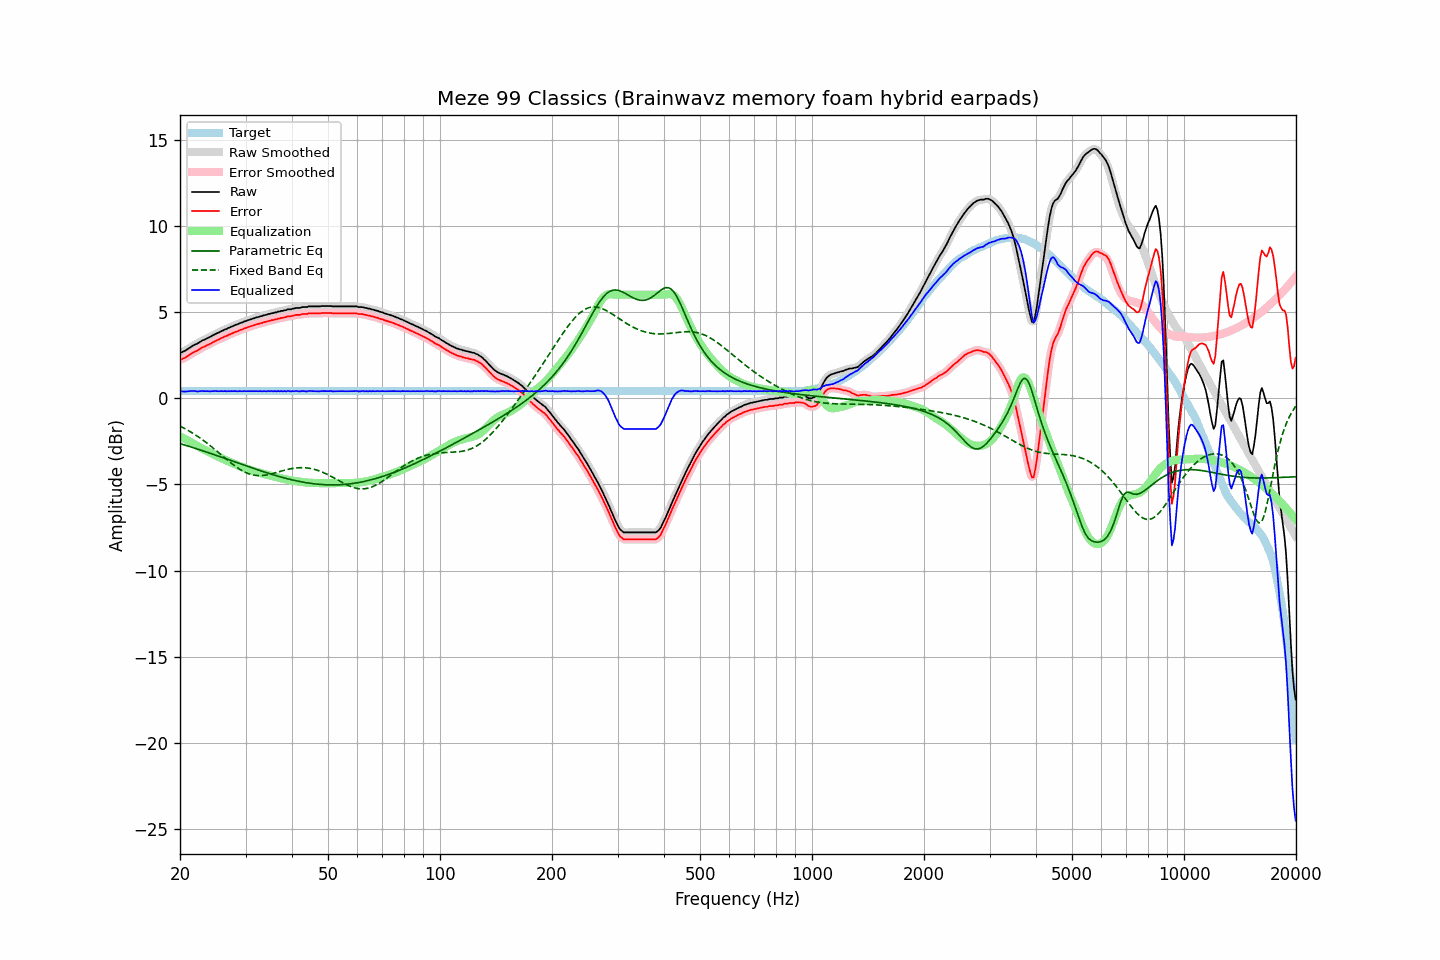 Meze 99 Classics (Brainwavz memory foam hybrid earpads)
Target
Raw Smoothed
Error Smoothed
Raw
Error
Equalization
Parametric Eq
Fixed Band Eq
Equalized
15
10
5
0
−5
−10
−15
−20
−25
Amplitude (dBr)
20
50
100
200
500
1000
2000
5000
10000
20000
Frequency (Hz)